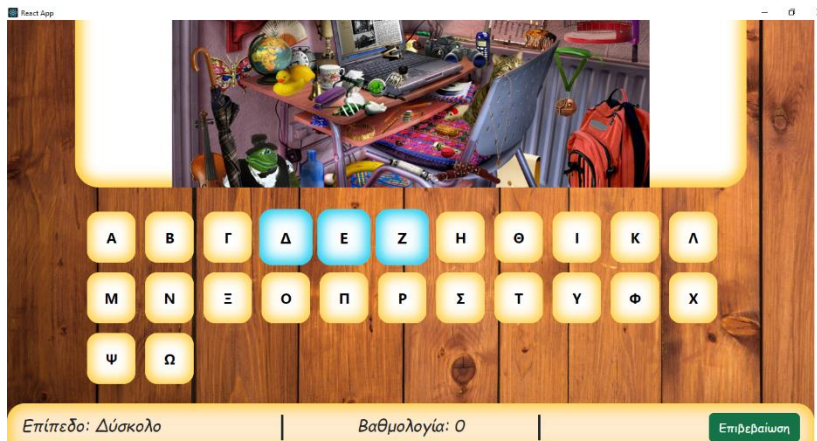 React App
Α Β Γ Δ Ε Ζ Η Θ Ι Κ Λ
Μ Ν Ξ Ο Π Ρ Σ Τ Υ Φ Χ
Ψ Ω
Επίπεδο: Δύσκολο Βαθμολογία: 0 Επιβεβαίωση